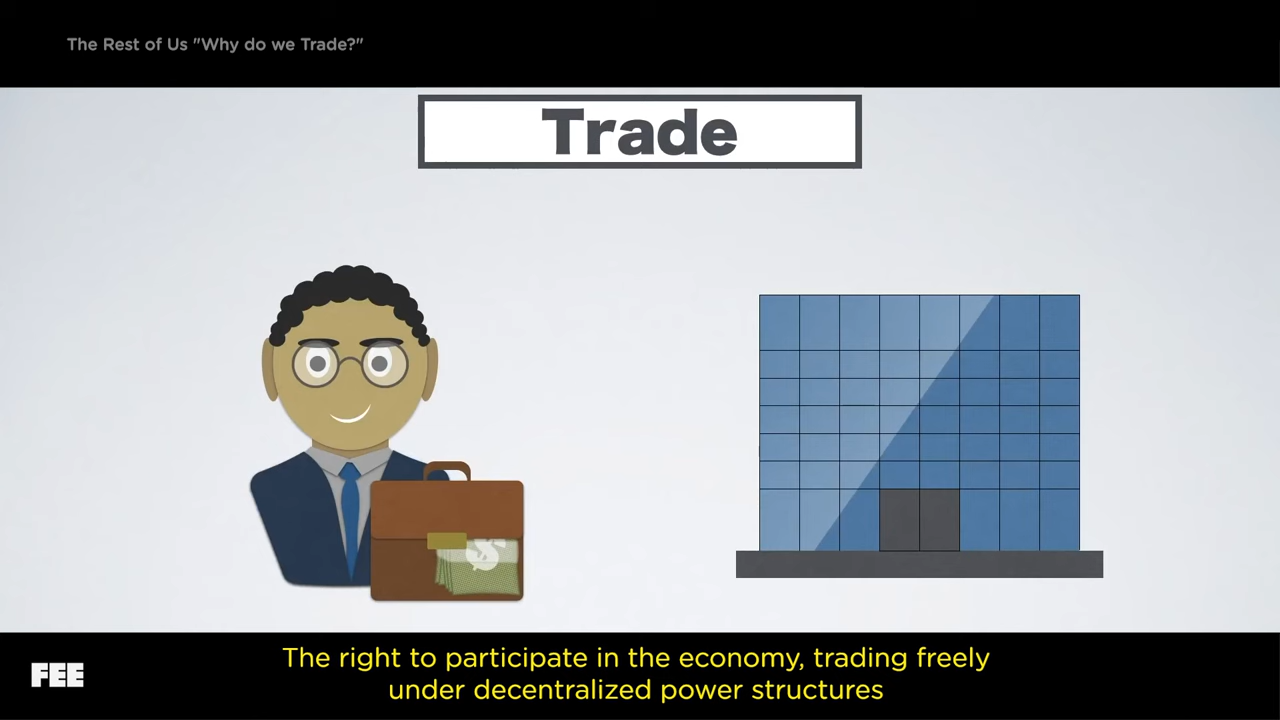 The Rest of Us "Why do we Trade?"
Trade
$
FEE
The right to participate in the economy, trading freely
under decentralized power structures